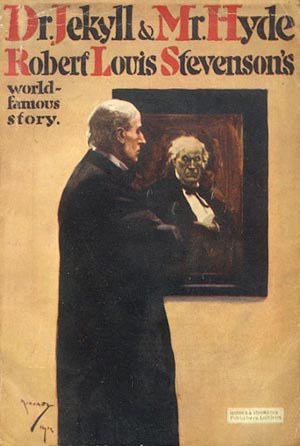 Dr. Jekyll & Mr. Hyde
Robert Louis Stevenson's
world-
famous
story.